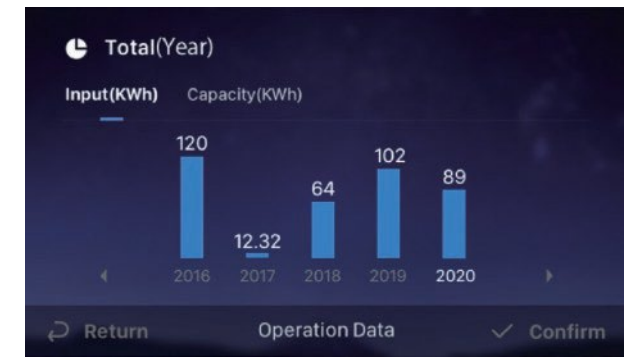 Total(Year)
Input(KWh) Capacity(KWh)
120
12.32
64
102
89
2016 2017 2018 2019 2020
Return Operation Data Confirm